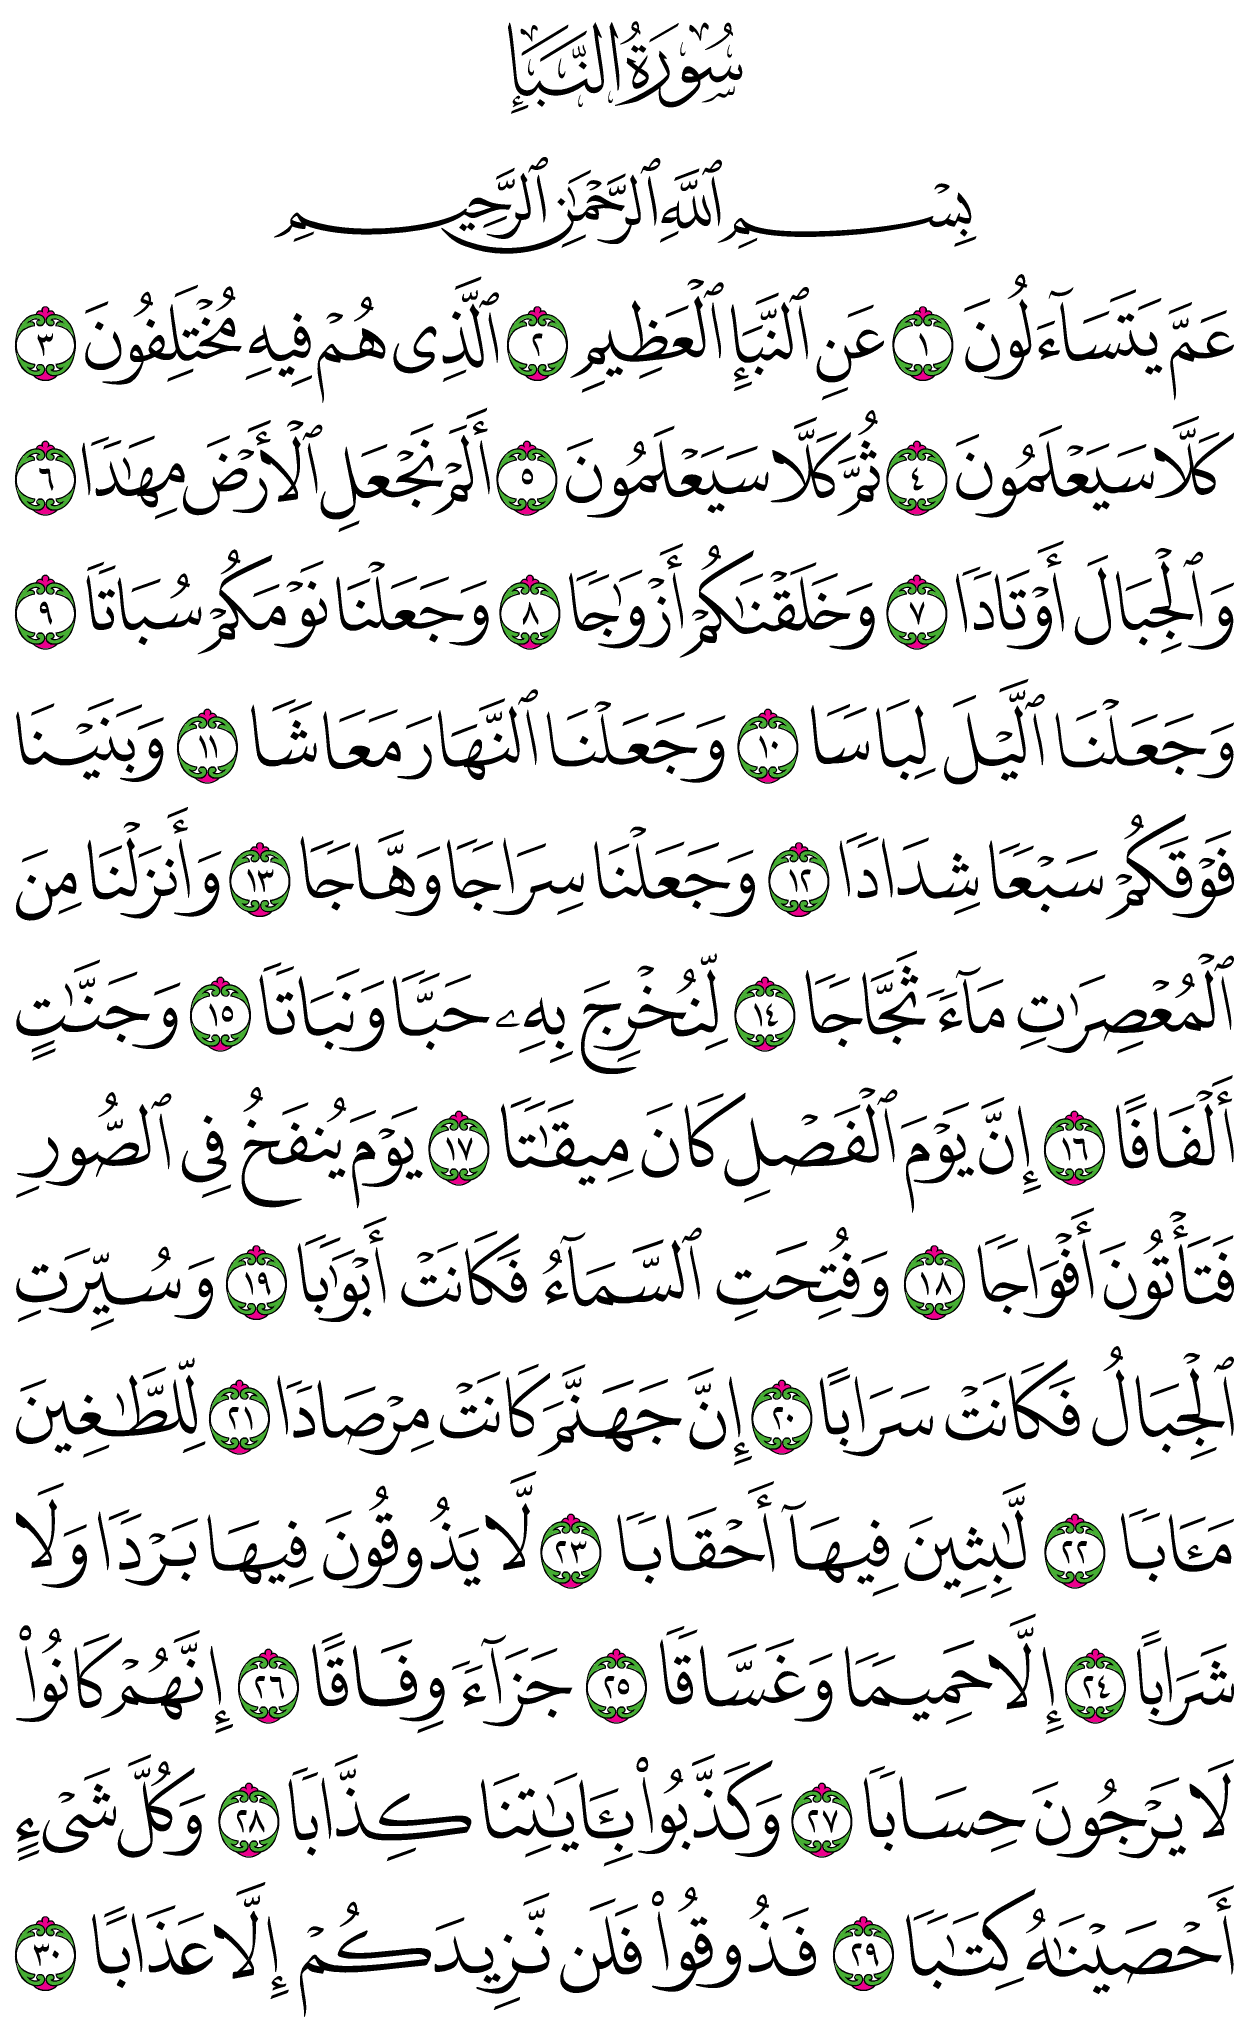 سُورَةُ النَّبَإِ
بِسْمِ ٱللَّهِ ٱلرَّحْمَٰنِ ٱلرَّحِيمِ
عَمَّ يَتَسَآءَلُونَ ١ عَنِ ٱلنَّبَإِ ٱلْعَظِيمِ ٢ ٱلَّذِى هُمْ فِيهِ مُخْتَلِفُونَ ٣
كَلَّا سَيَعْلَمُونَ ٤ ثُمَّ كَلَّا سَيَعْلَمُونَ ٥ أَلَمْ نَجْعَلِ ٱلْأَرْضَ مِهَٰدًا ٦
وَٱلْجِبَالَ أَوْتَادًا ٧ وَخَلَقْنَٰكُمْ أَزْوَٰجًا ٨ وَجَعَلْنَا نَوْمَكُمْ سُبَاتًا ٩
وَجَعَلْنَا ٱلَّيْلَ لِبَاسًا ١٠ وَجَعَلْنَا ٱلنَّهَارَ مَعَاشًا ١١ وَبَنَيْنَا
فَوْقَكُمْ سَبْعًا شِدَادًا ١٢ وَجَعَلْنَا سِرَاجًا وَهَّاجًا ١٣ وَأَنزَلْنَا مِنَ
ٱلْمُعْصِرَٰتِ مَآءً ثَجَّاجًا ١٤ لِّنُخْرِجَ بِهِۦ حَبًّا وَنَبَاتًا ١٥ وَجَنَّٰتٍ
أَلْفَافًا ١٦ إِنَّ يَوْمَ ٱلْفَصْلِ كَانَ مِيقَٰتًا ١٧ يَوْمَ يُنفَخُ فِى ٱلصُّورِ
فَتَأْتُونَ أَفْوَاجًا ١٨ وَفُتِحَتِ ٱلسَّمَآءُ فَكَانَتْ أَبْوَٰبًا ١٩ وَسُيِّرَتِ
ٱلْجِبَالُ فَكَانَتْ سَرَابًا ٢٠ إِنَّ جَهَنَّمَ كَانَتْ مِرْصَادًا ٢١ لِّلطَّٰغِينَ
مَـَٔابًا ٢٢ لَّٰبِثِينَ فِيهَآ أَحْقَابًا ٢٣ لَّا يَذُوقُونَ فِيهَا بَرْدًا وَلَا
شَرَابًا ٢٤ إِلَّا حَمِيمًا وَغَسَّاقًا ٢٥ جَزَآءً وِفَاقًا ٢٦ إِنَّهُمْ كَانُوا۟
لَا يَرْجُونَ حِسَابًا ٢٧ وَكَذَّبُوا۟ بِـَٔايَٰتِنَا كِذَّابًا ٢٨ وَكُلَّ شَىْءٍ
أَحْصَيْنَٰهُ كِتَٰبًا ٢٩ فَذُوقُوا۟ فَلَن نَّزِيدَكُمْ إِلَّا عَذَابًا ٣٠